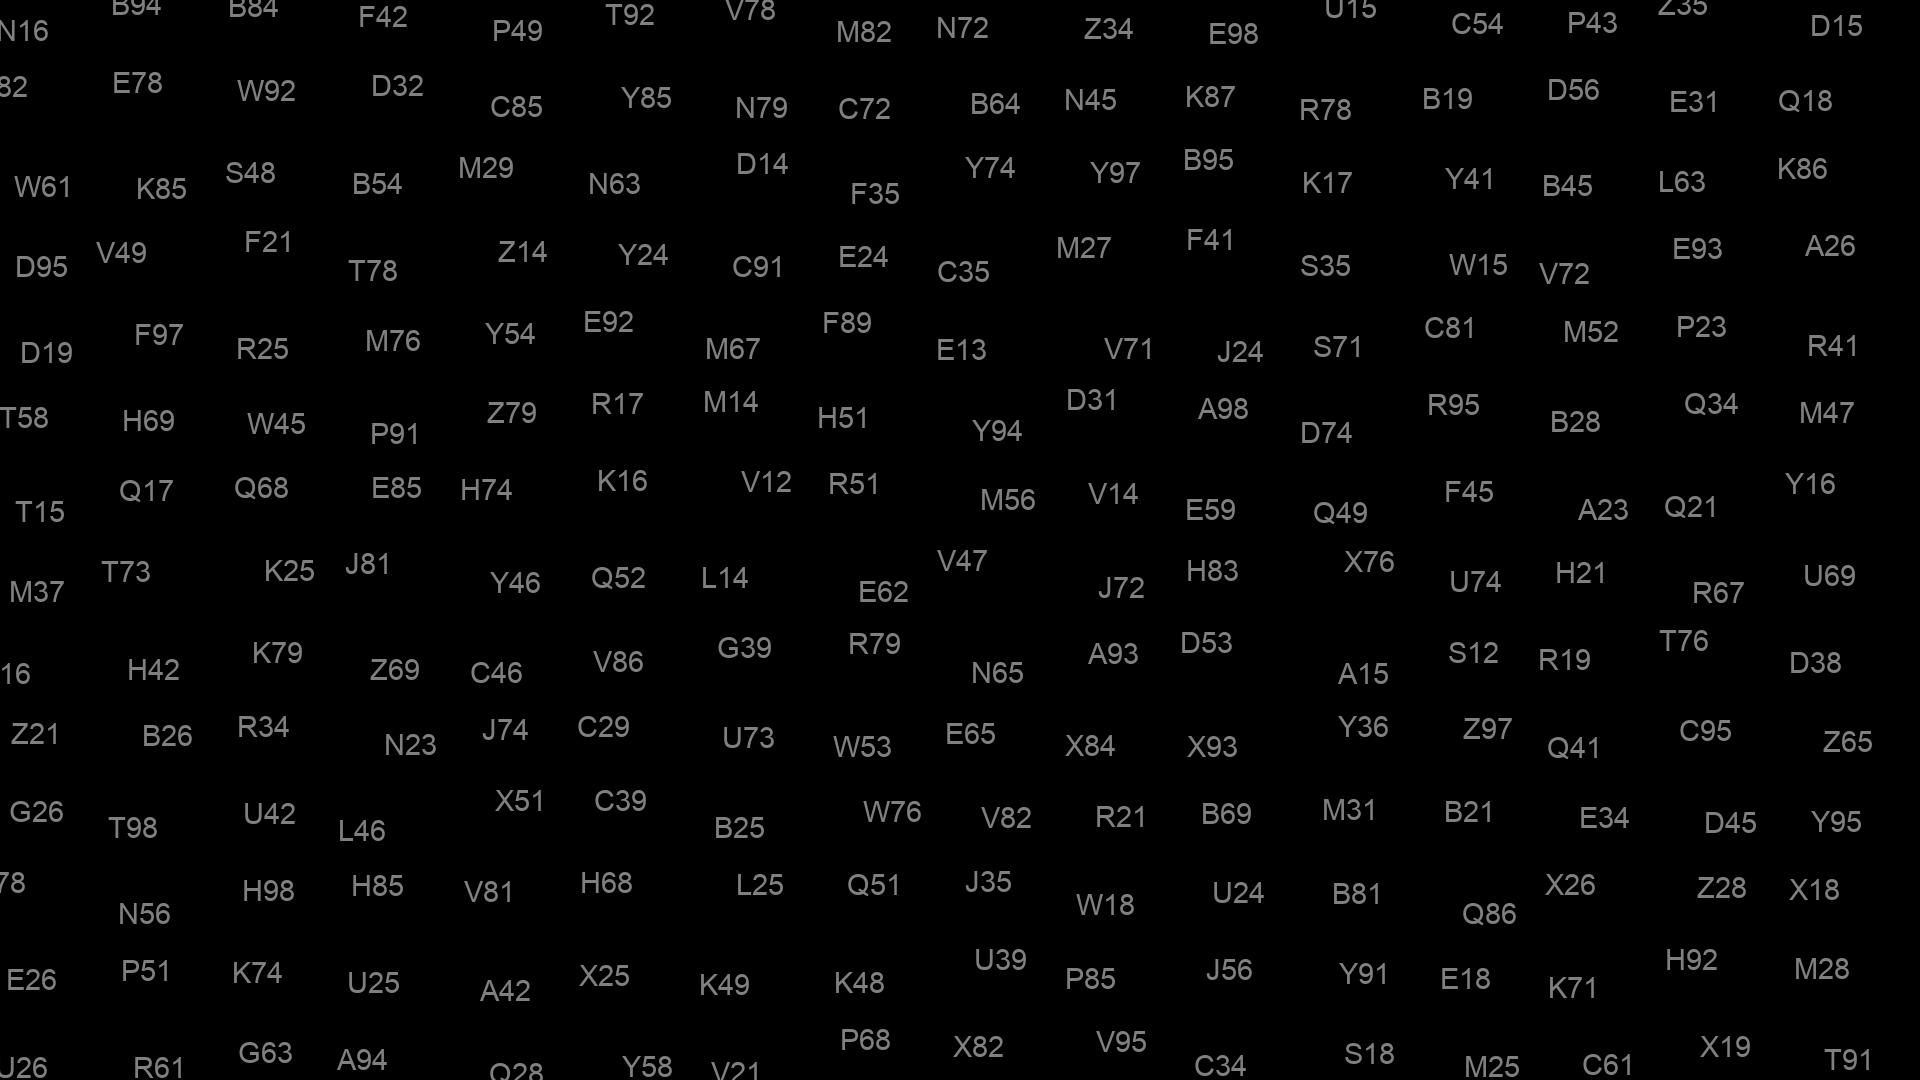 N16 B94 B84 F42 P49 T92 V78 M82 N72 Z34 E98 U15 C54 P43 Z35 D15
82 E78 W92 D32 C85 Y85 N79 C72 B64 N45 K87 R78 B19 D56 E31 Q18
W61 K85 S48 B54 M29 N63 D14 F35 Y74 Y97 B95 K17 Y41 B45 L63 K86
D95 V49 F21 T78 Z14 Y24 C91 E24 C35 M27 F41 S35 W15 V72 E93 A26
D19 F97 R25 M76 Y54 E92 M67 F89 E13 V71 J24 S71 C81 M52 P23 R41
T58 H69 W45 P91 Z79 R17 M14 H51 Y94 D31 A98 D74 R95 B28 Q34 M47
T15 Q17 Q68 E85 H74 K16 V12 R51 M56 V14 E59 Q49 F45 A23 Q21 Y16
M37 T73 K25 J81 Y46 Q52 L14 E62 V47 J72 H83 X76 U74 H21 R67 U69
16 H42 K79 Z69 C46 V86 G39 R79 N65 A93 D53 A15 S12 R19 T76 D38
Z21 B26 R34 N23 J74 C29 U73 W53 E65 X84 X93 Y36 Z97 Q41 C95 Z65
G26 T98 U42 L46 X51 C39 B25 W76 V82 R21 B69 M31 B21 E34 D45 Y95
78 N56 H98 H85 V81 H68 L25 Q51 J35 W18 U24 B81 Q86 X26 Z28 X18
E26 P51 K74 U25 A42 X25 K49 K48 U39 P85 J56 Y91 E18 K71 H92 M28
U26 R61 G63 A94 Q28 Y58 V21 P68 X82 V95 C34 S18 M25 C61 X19 T91